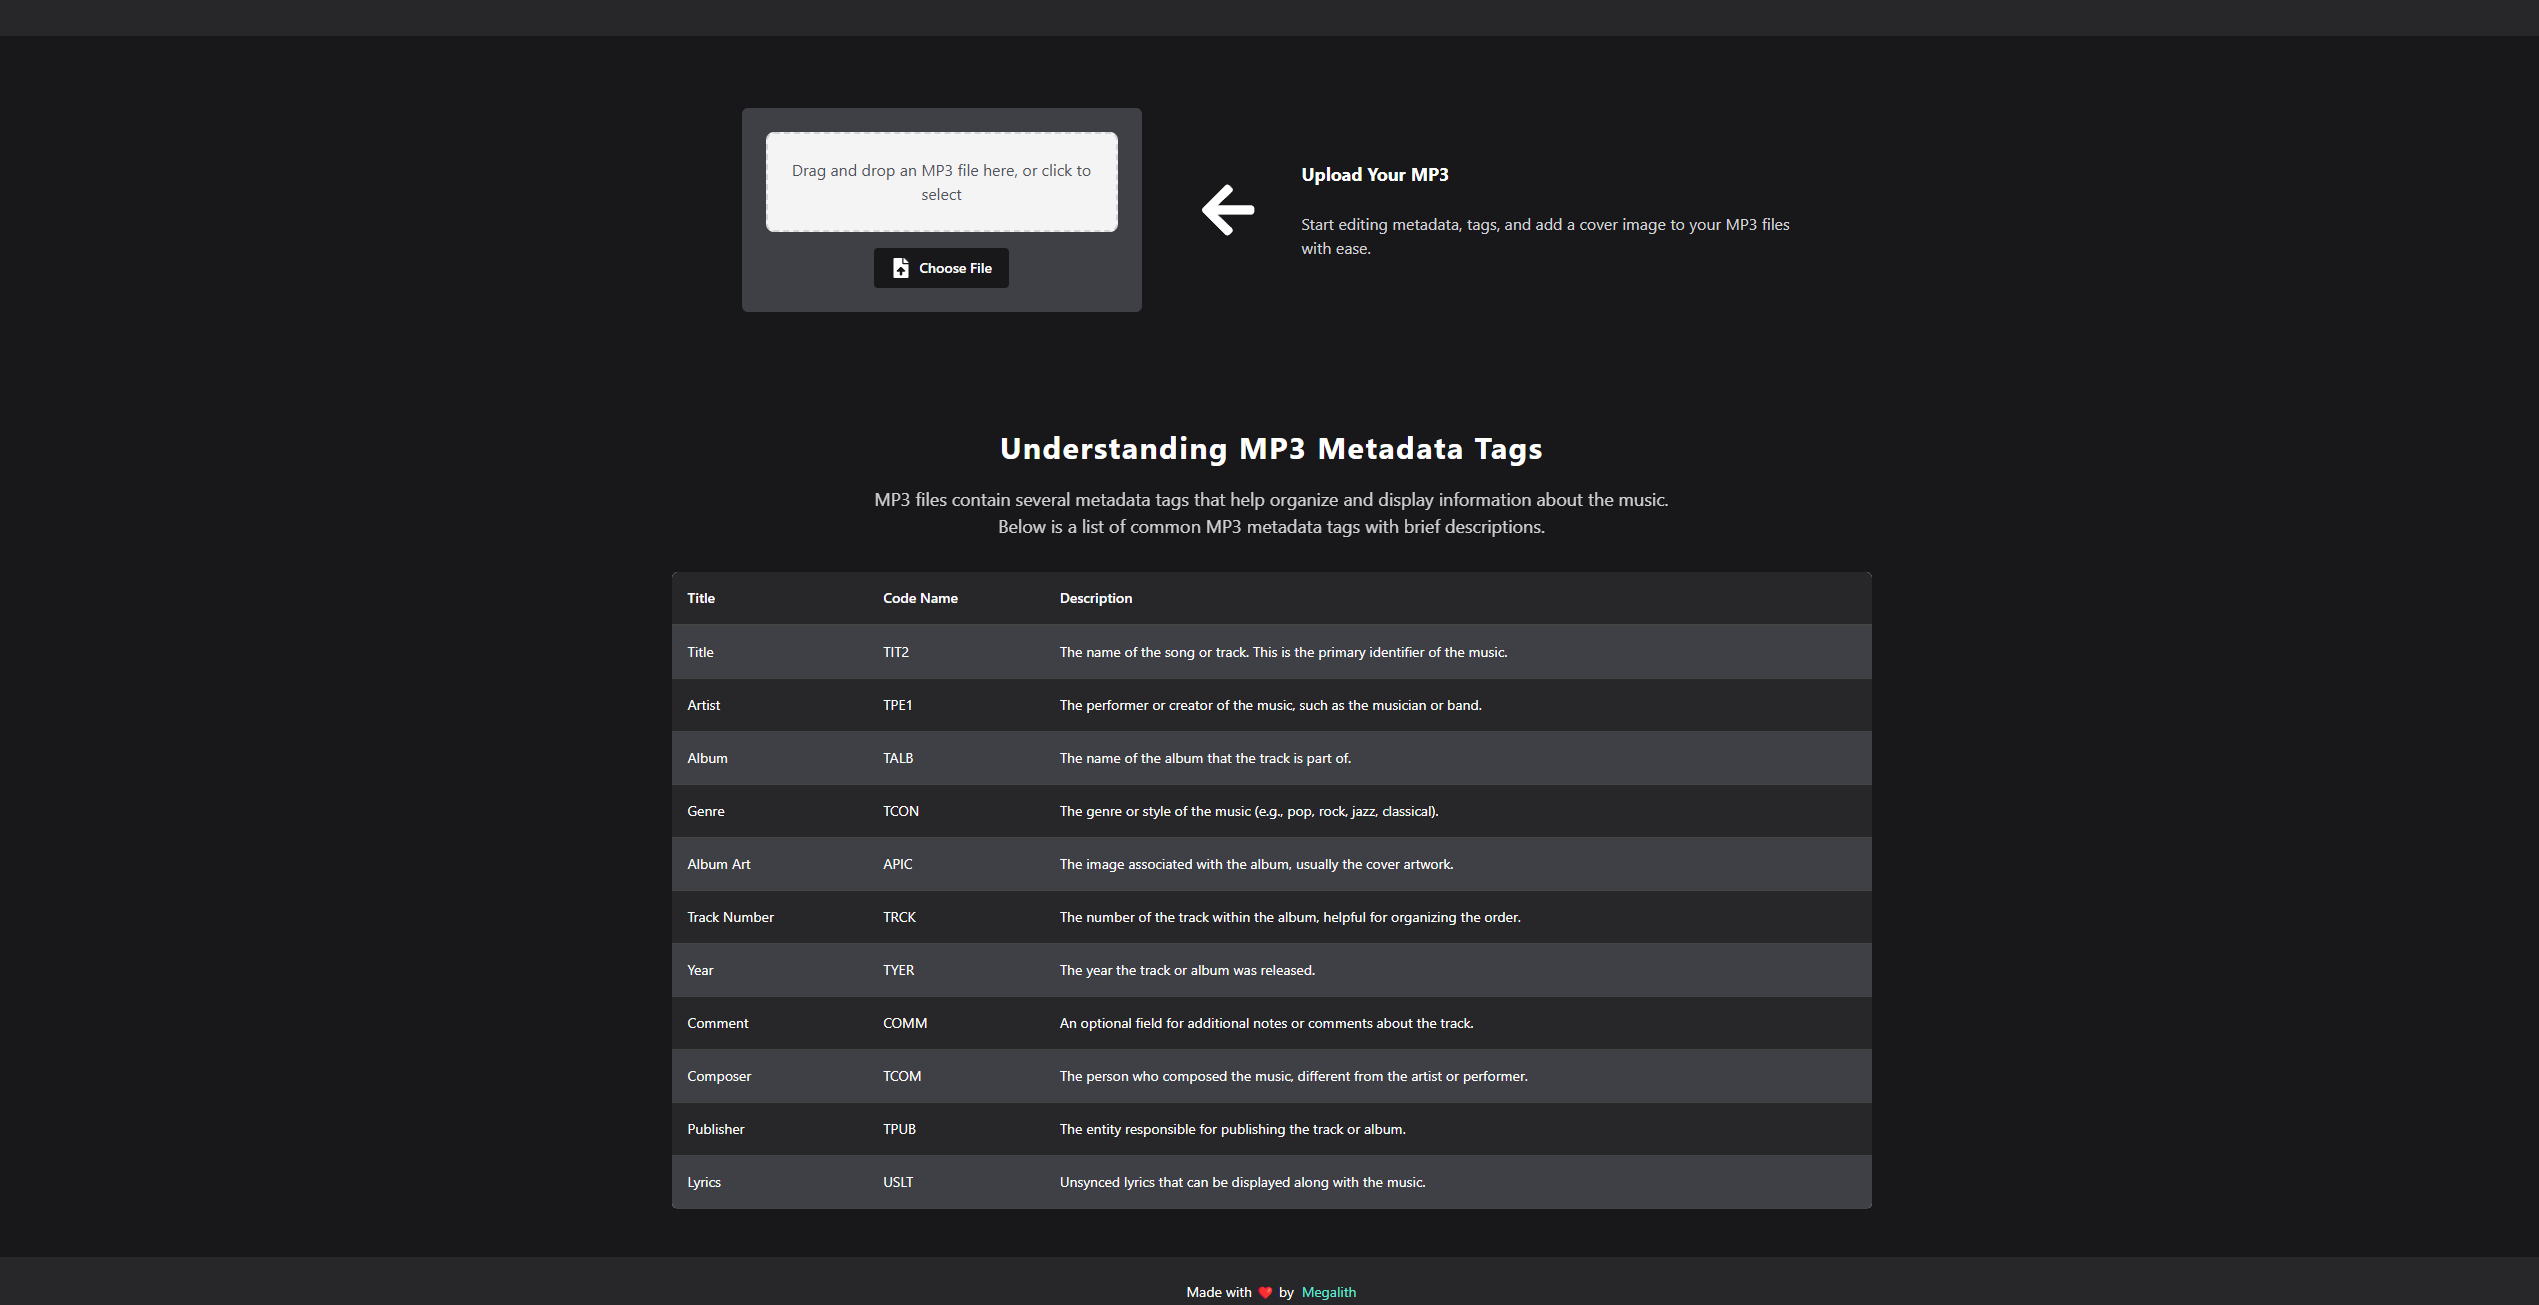 Drag and drop an MP3 file here, or click to
select
Choose File
Upload Your MP3
Start editing metadata, tags, and add a cover image to your MP3 files
with ease.
Understanding MP3 Metadata Tags
MP3 files contain several metadata tags that help organize and display information about the music.
Below is a list of common MP3 metadata tags with brief descriptions.
Title Code Name Description
Title TIT2 The name of the song or track. This is the primary identifier of the music.
Artist TPE1 The performer or creator of the music, such as the musician or band.
Album TALB The name of the album that the track is part of.
Genre TCON The genre or style of the music (e.g., pop, rock, jazz, classical).
Album Art APIC The image associated with the album, usually the cover artwork.
Track Number TRCK The number of the track within the album, helpful for organizing the order.
Year TYER The year the track or album was released.
Comment COMM An optional field for additional notes or comments about the track.
Composer TCOM The person who composed the music, different from the artist or performer.
Publisher TPUB The entity responsible for publishing the track or album.
Lyrics USLT Unsynced lyrics that can be displayed along with the music.
Made with ❤️ by Megalith